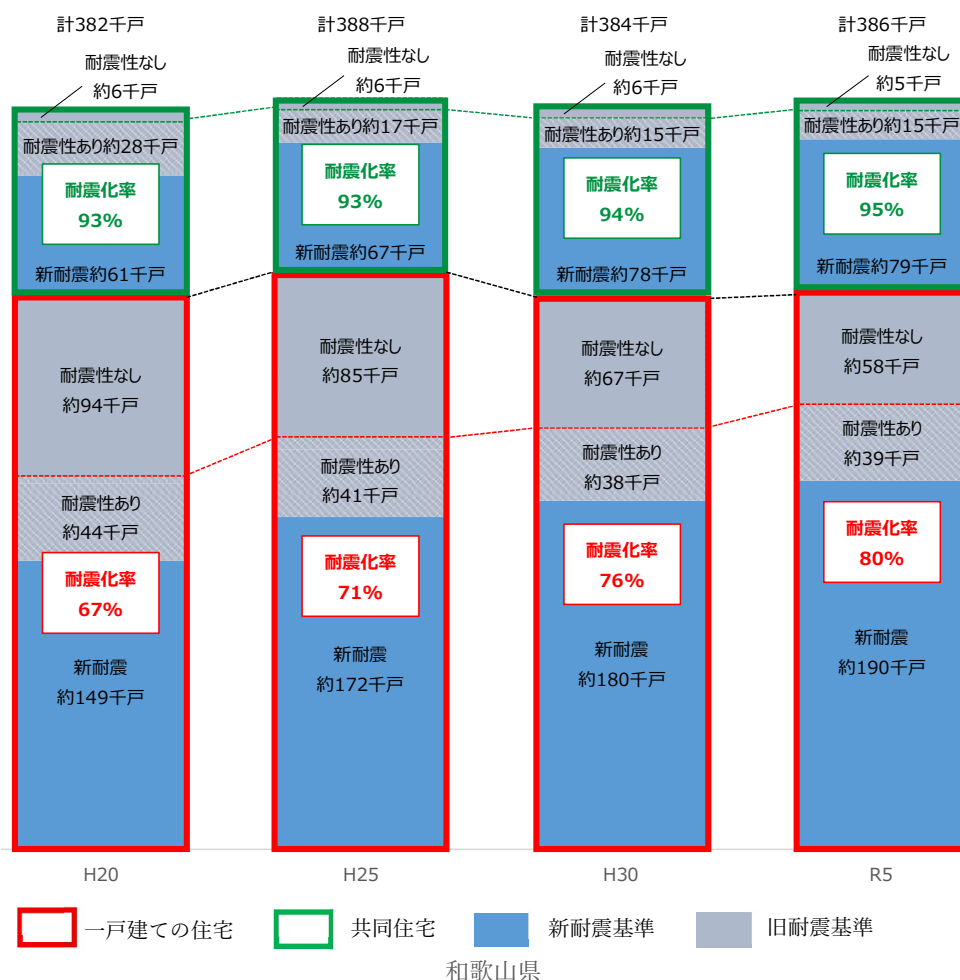 計382千戸
耐震性なし
約6千戸
耐震性あり約28千戸
耐震化率
93%
新耐震約61千戸
耐震性なし
約94千戸
耐震性あり
約44千戸
耐震化率
67%
新耐震
約149千戸
H20
計388千戸
耐震性なし
約6千戸
耐震性あり約17千戸
耐震化率
93%
新耐震約67千戸
耐震性なし
約85千戸
耐震性あり
約41千戸
耐震化率
71%
新耐震
約172千戸
H25
計384千戸
耐震性なし
約6千戸
耐震性あり約15千戸
耐震化率
94%
新耐震約78千戸
耐震性なし
約67千戸
耐震性あり
約38千戸
耐震化率
76%
新耐震
約180千戸
H30
計386千戸
耐震性なし
約5千戸
耐震性あり約15千戸
耐震化率
95%
新耐震約79千戸
耐震性なし
約58千戸
耐震性あり
約39千戸
耐震化率
80%
新耐震
約190千戸
R5
一戸建ての住宅
共同住宅
新耐震基準
旧耐震基準
和歌山県